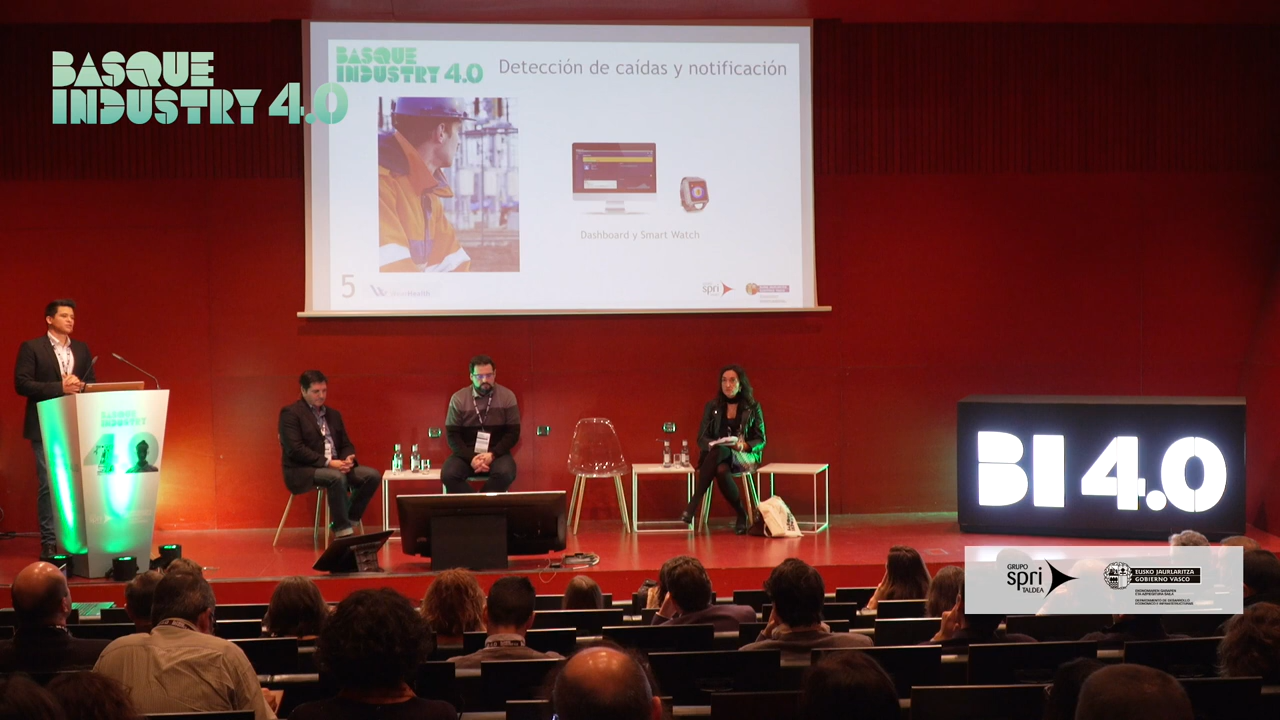 BASQUE
INDUSTRY 4.0
BASQUE
INDUSTRY 4.0
Detección de caídas y notificación
Dashboard y Smart Watch
5
spri
BASQUE
INDUSTRY
4.0
BI 4.0
GRUPO
spri
TALDEA
EUSKO JAURLARITZA
GOBIERNO VASCO